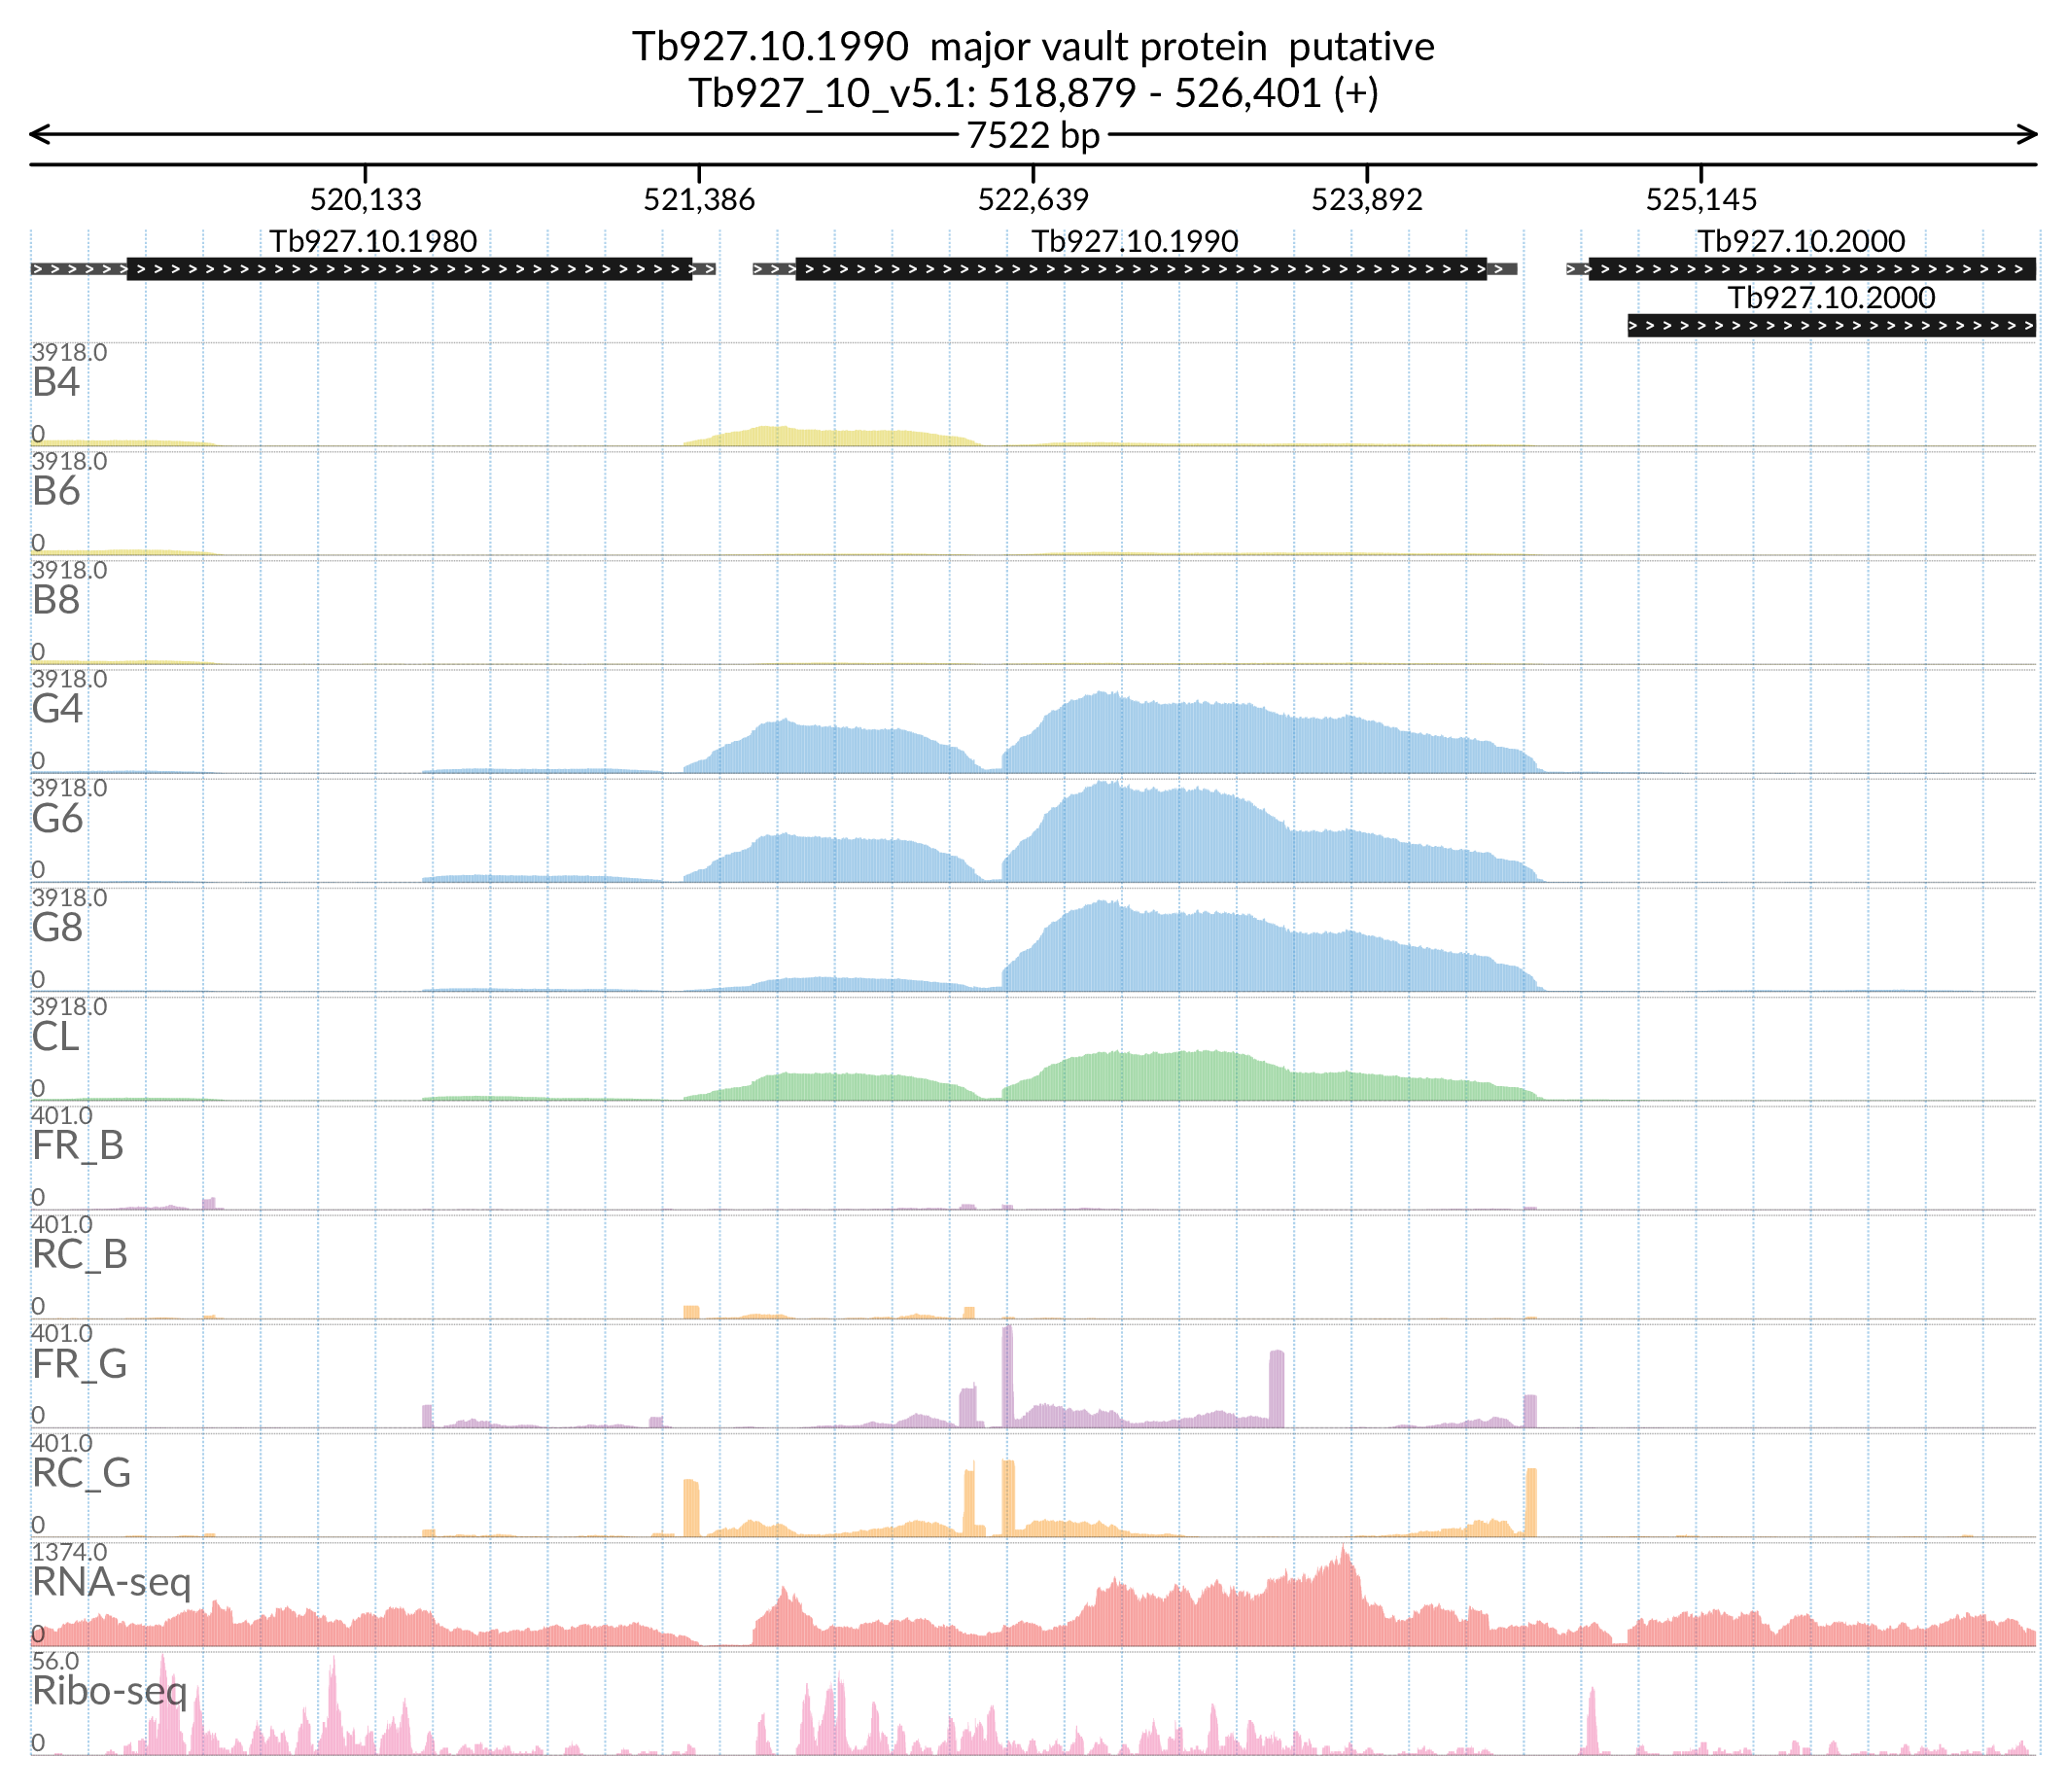 Tb927.10.1990  major vault protein  putative
Tb927_10_v5.1: 518,879 - 526,401 (+)
7522 bp
520,133 521,386 522,639 523,892 525,145
Tb927.10.1980 Tb927.10.1990 Tb927.10.2000
Tb927.10.2000
3918.0
B4
0
3918.0
B6
0
3918.0
B8
0
3918.0
G4
0
3918.0
G6
0
3918.0
G8
0
3918.0
CL
0
401.0
FR_B
0
401.0
RC_B
0
401.0
FR_G
0
401.0
RC_G
0
1374.0
RNA-seq
0
56.0
Ribo-seq
0